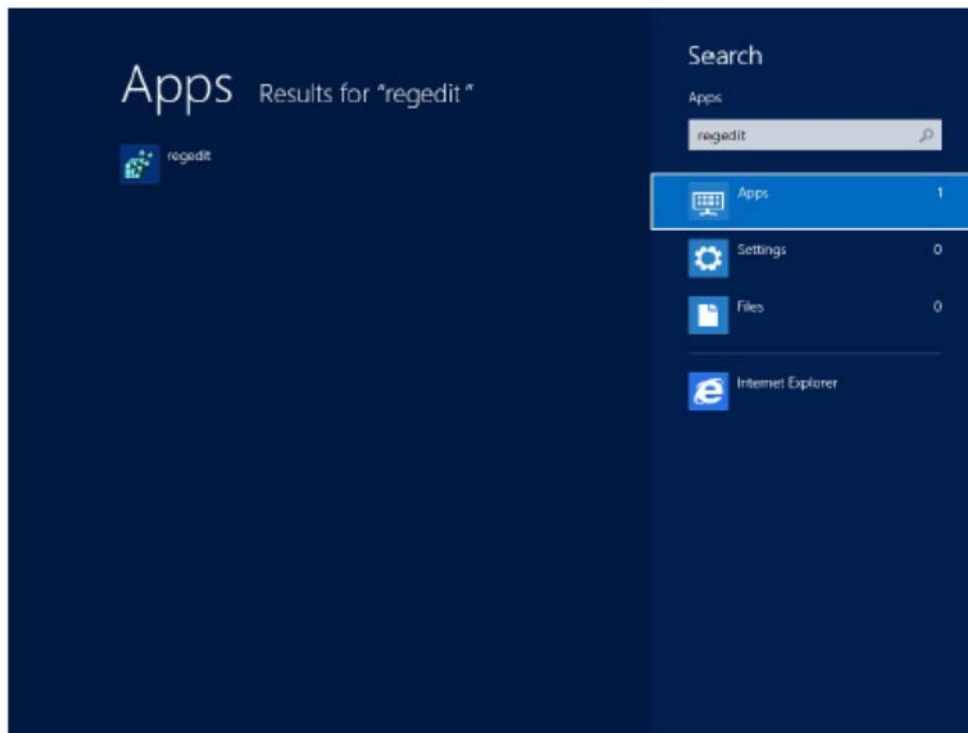 Apps Results for "regedit"
regedit
Search
Apps
regedit
Apps 1
Settings 0
Files 0
Internet Explorer